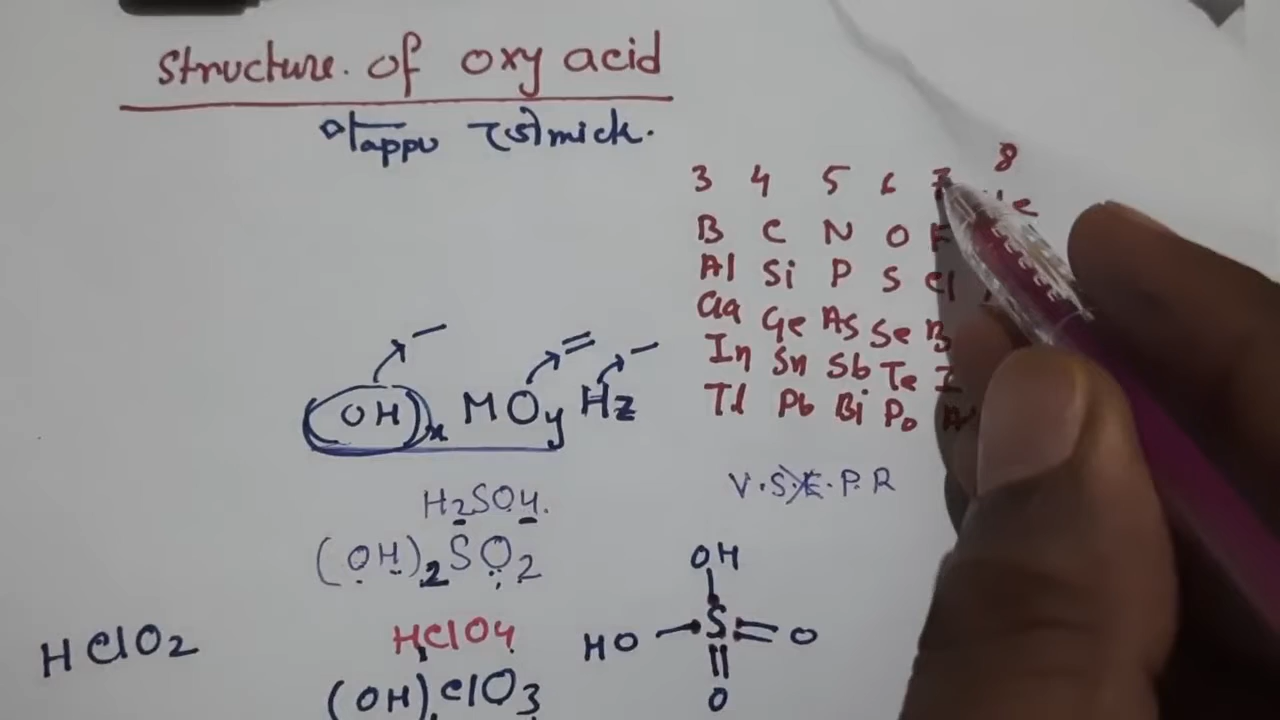 structure. of oxy acid
Tappu mick.
8
3 4 5 6 7
B C N O F
Al Si P S Cl
Ga Ge As Se B
In Sn Sb Te I
Tl Pb Bi Po
(OH)x MOy Hz
V.S.E.P.R
H2SO4.
(OH)2SO2
OH
HO S O
O
HClO4
HClO2
(OH) ClO3